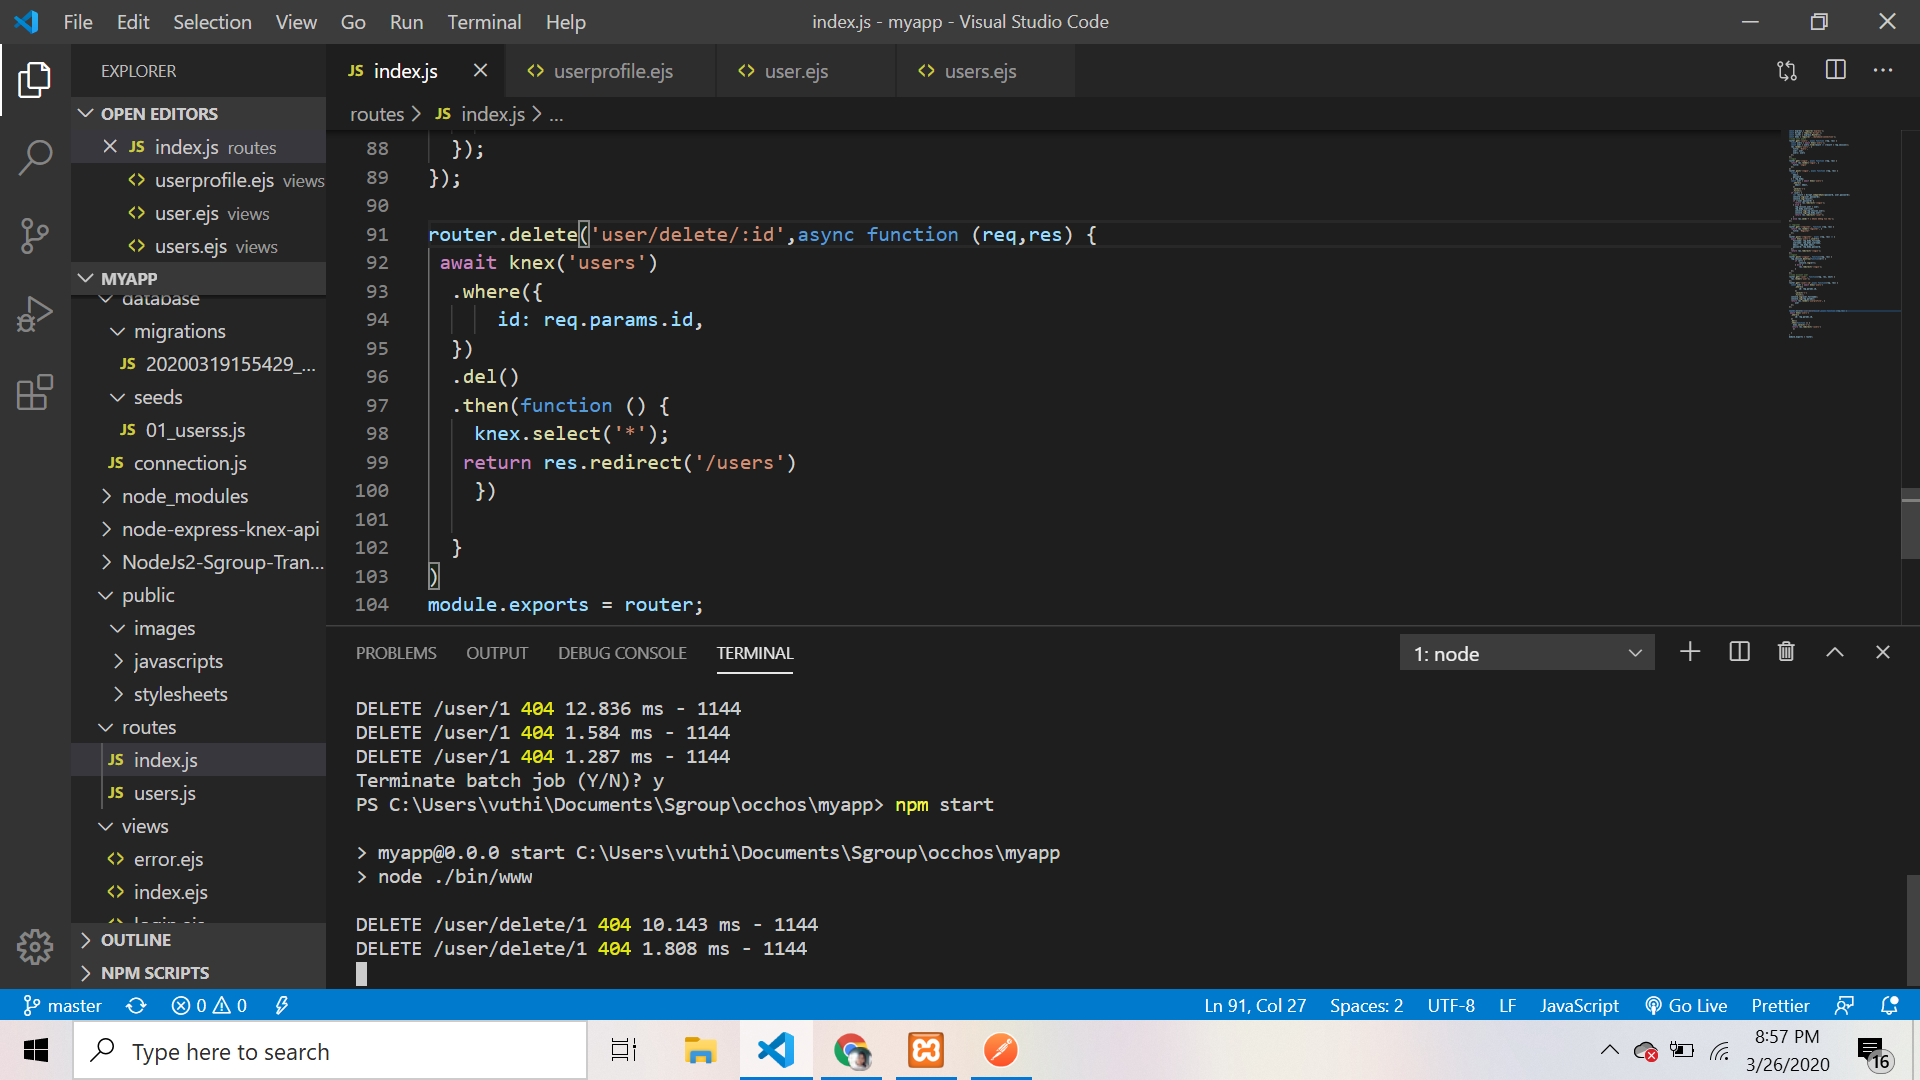 File Edit Selection View Go Run Terminal Help
index.js - myapp - Visual Studio Code
EXPLORER
OPEN EDITORS
JS index.js routes
<> userprofile.ejs views
<> user.ejs views
<> users.ejs views
MYAPP
database
migrations
JS 20200319155429_...
seeds
JS 01_userss.js
JS connection.js
node_modules
node-express-knex-api
NodeJs2-Sgroup-Tran...
public
images
javascripts
stylesheets
routes
JS index.js
JS users.js
views
<> error.ejs
<> index.ejs
OUTLINE
NPM SCRIPTS
JS index.js <> userprofile.ejs <> user.ejs <> users.ejs
routes > JS index.js > ...
88 });
89 });
90
91 router.delete('user/delete/:id',async function (req,res) {
92 await knex('users')
93 .where({
94 id: req.params.id,
95 })
96 .del()
97 .then(function () {
98 knex.select('*');
99 return res.redirect('/users')
100 })
101
102 }
103 )
104 module.exports = router;
PROBLEMS OUTPUT DEBUG CONSOLE TERMINAL
1: node
DELETE /user/1 404 12.836 ms - 1144
DELETE /user/1 404 1.584 ms - 1144
DELETE /user/1 404 1.287 ms - 1144
Terminate batch job (Y/N)? y
PS C:\Users\vuthi\Documents\Sgroup\occhos\myapp> npm start
> myapp@0.0.0 start C:\Users\vuthi\Documents\Sgroup\occhos\myapp
> node ./bin/www
DELETE /user/delete/1 404 10.143 ms - 1144
DELETE /user/delete/1 404 1.808 ms - 1144
master 0 0
Ln 91, Col 27 Spaces: 2 UTF-8 LF JavaScript Go Live Prettier
Type here to search
8:57 PM
3/26/2020
16